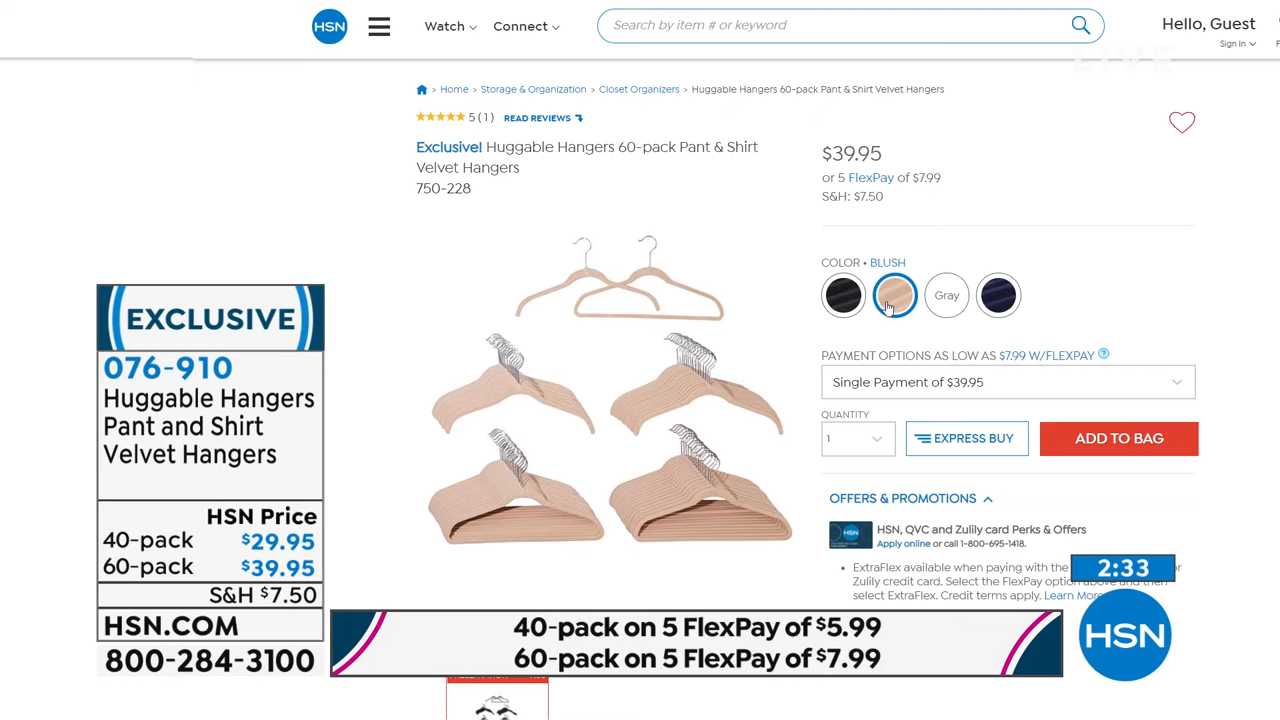 HSN
Watch
Connect
Search by item # or keyword
Hello, Guest
Sign In
LIVE
Home > Storage & Organization > Closet Organizers > Huggable Hangers 60-pack Pant & Shirt Velvet Hangers
5 (1) READ REVIEWS
Exclusive! Huggable Hangers 60-pack Pant & Shirt
Velvet Hangers
750-228
$39.95
or 5 FlexPay of $7.99
S&H: $7.50
COLOR • BLUSH
Gray
PAYMENT OPTIONS AS LOW AS $7.99 W/FLEXPAY ?
Single Payment of $39.95
QUANTITY
1
EXPRESS BUY
ADD TO BAG
OFFERS & PROMOTIONS
HSN
HSN, QVC and Zulily card Perks & Offers
Apply online or call 1-800-695-1418.
• ExtraFlex available when paying with the
or
Zulily credit card. Select the FlexPay option above and then
select ExtraFlex. Credit terms apply. Learn More
EXCLUSIVE
076-910
Huggable Hangers
Pant and Shirt
Velvet Hangers
HSN Price
40-pack $29.95
60-pack $39.95
S&H $7.50
HSN.COM
800-284-3100
40-pack on 5 FlexPay of $5.99
60-pack on 5 FlexPay of $7.99
2:33
HSN